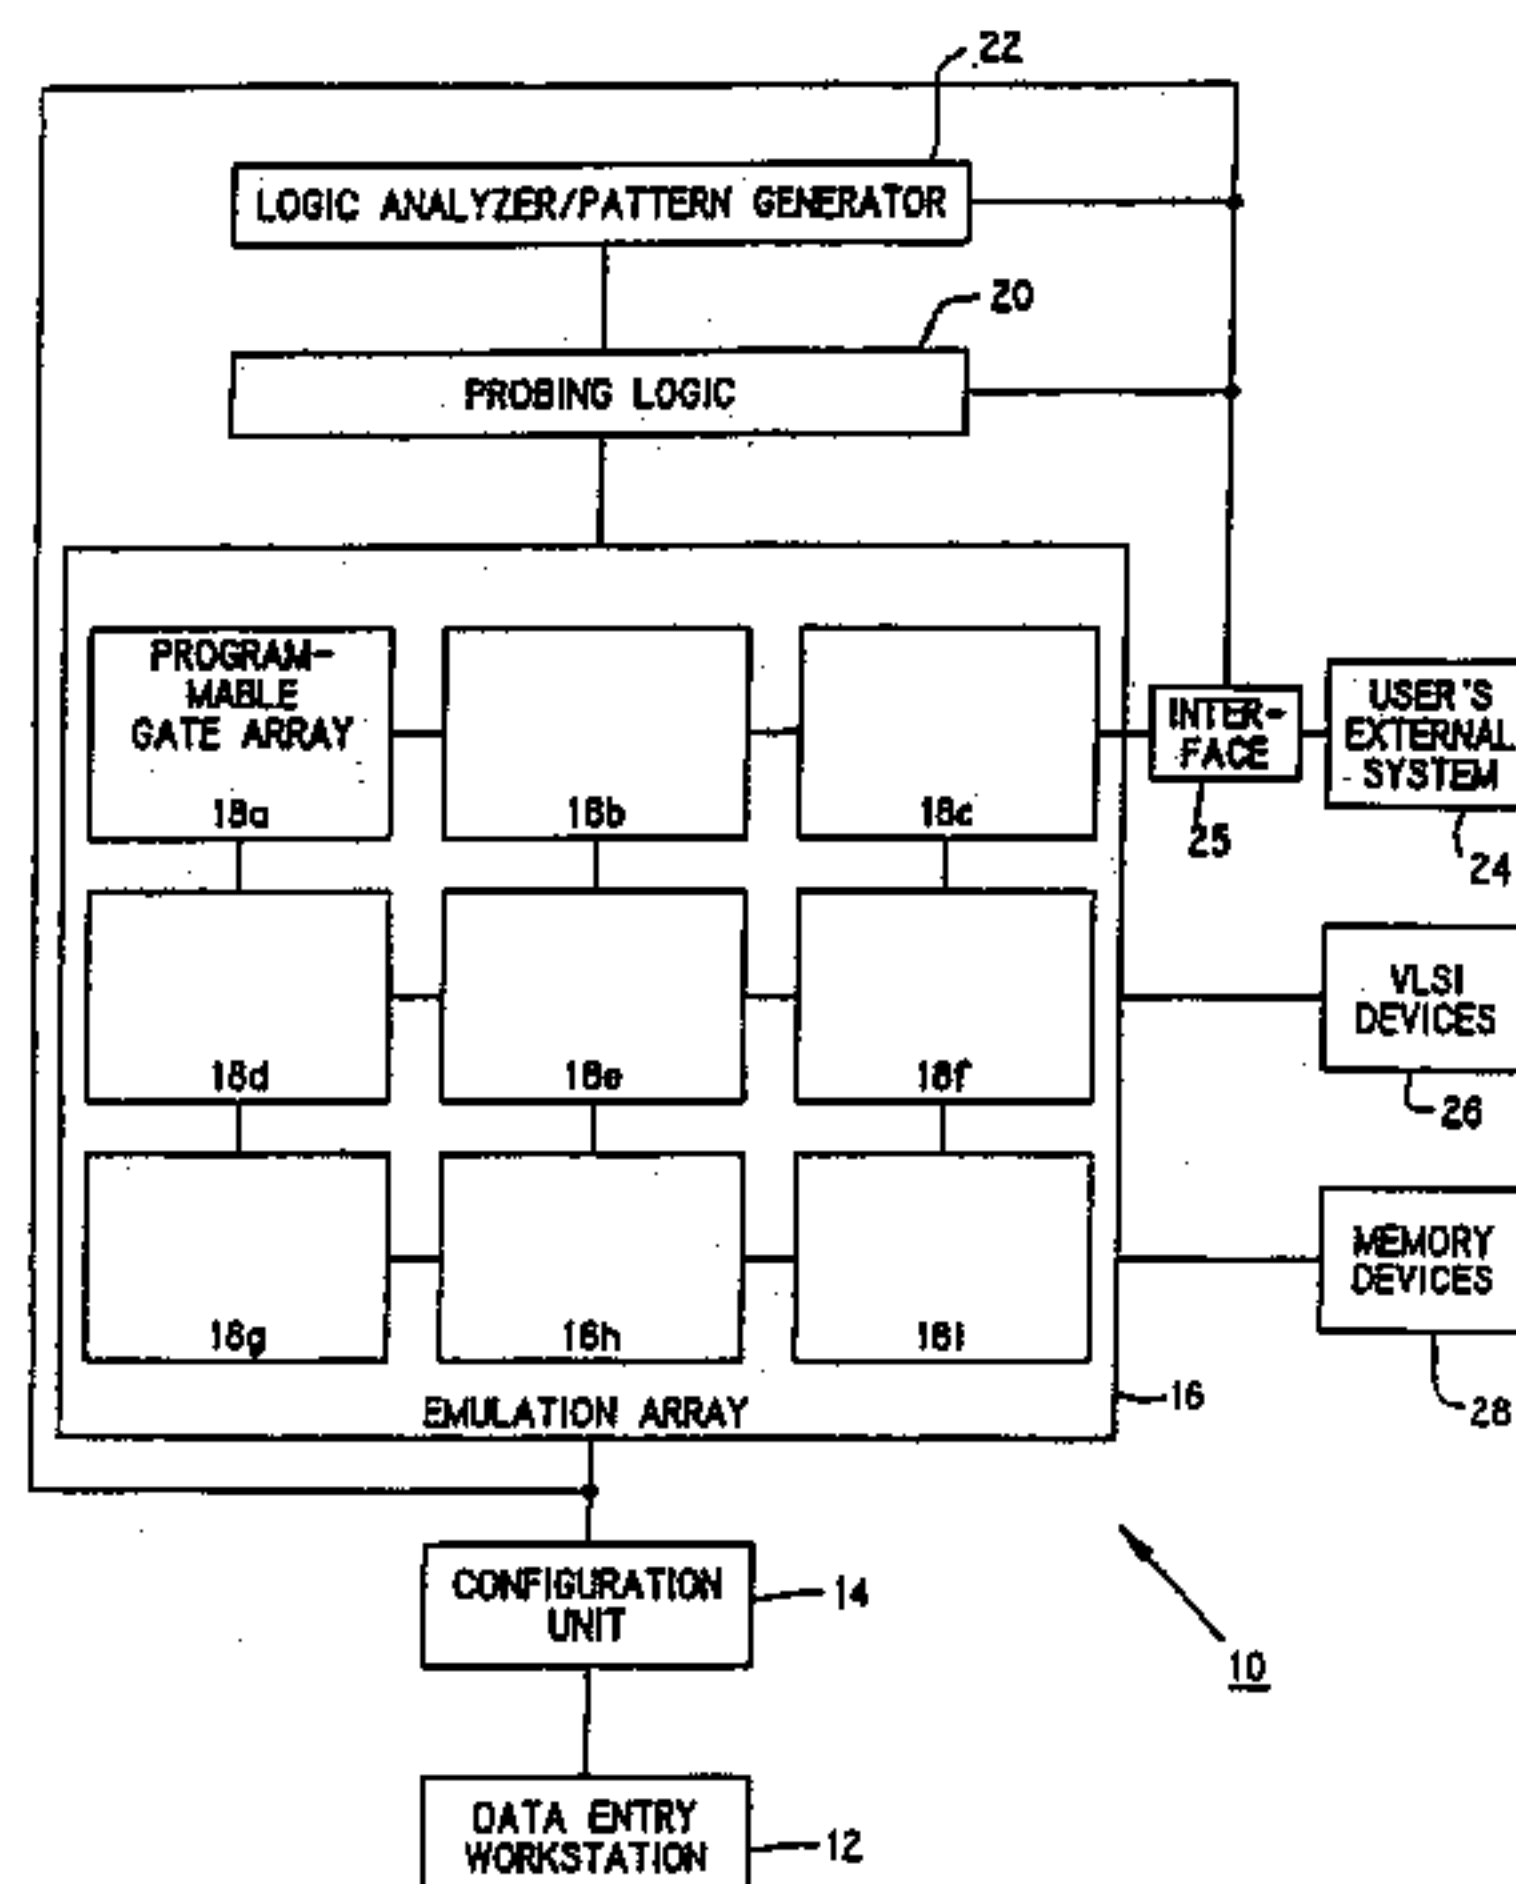 22
LOGIC ANALYZER/PATTERN GENERATOR
20
PROBING LOGIC
PROGRAM-
MABLE
GATE ARRAY
18a
18b
18c
INTER-
FACE
25
USER'S
EXTERNAL
SYSTEM
24
18d
18e
18f
VLSI
DEVICES
26
18g
18h
18i
MEMORY
DEVICES
28
EMULATION ARRAY
16
CONFIGURATION
UNIT
14
10
DATA ENTRY
WORKSTATION
12